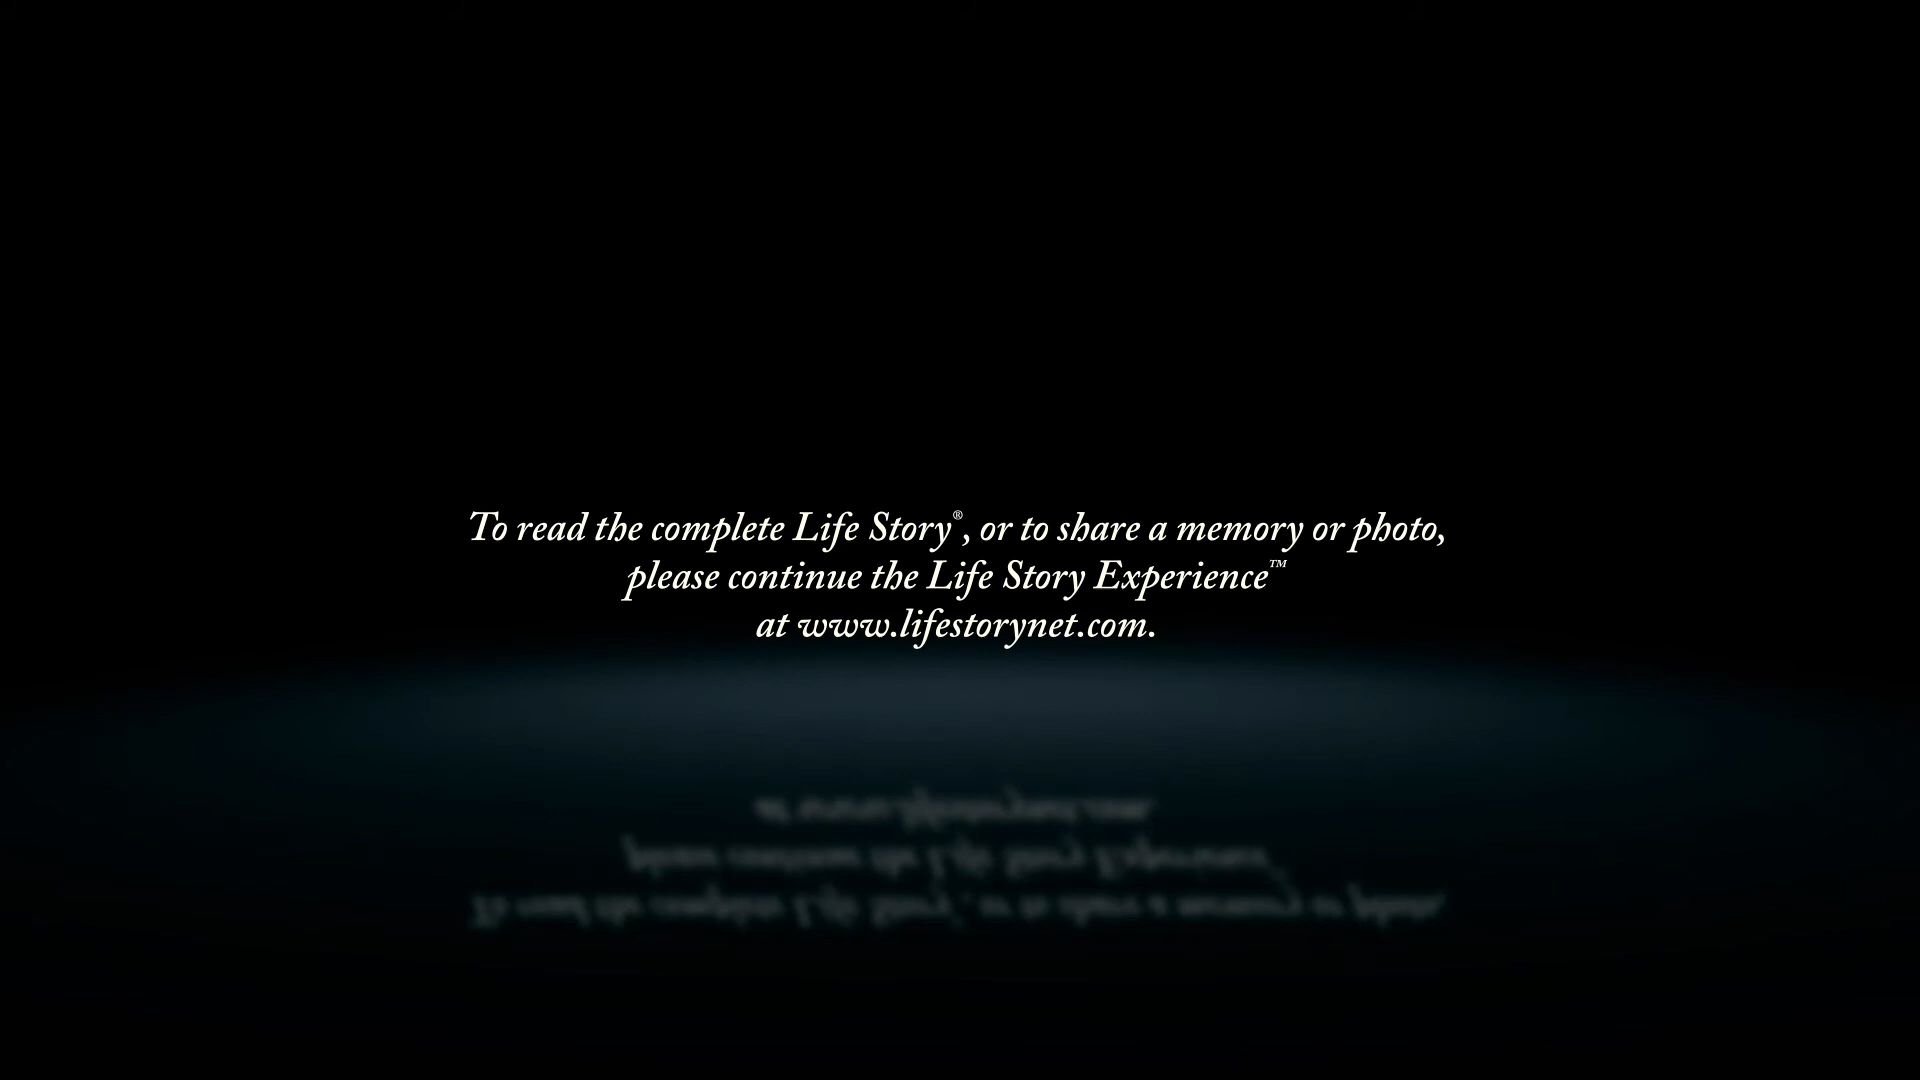 To read the complete Life Story®, or to share a memory or photo,
please continue the Life Story Experience™
at www.lifestorynet.com.